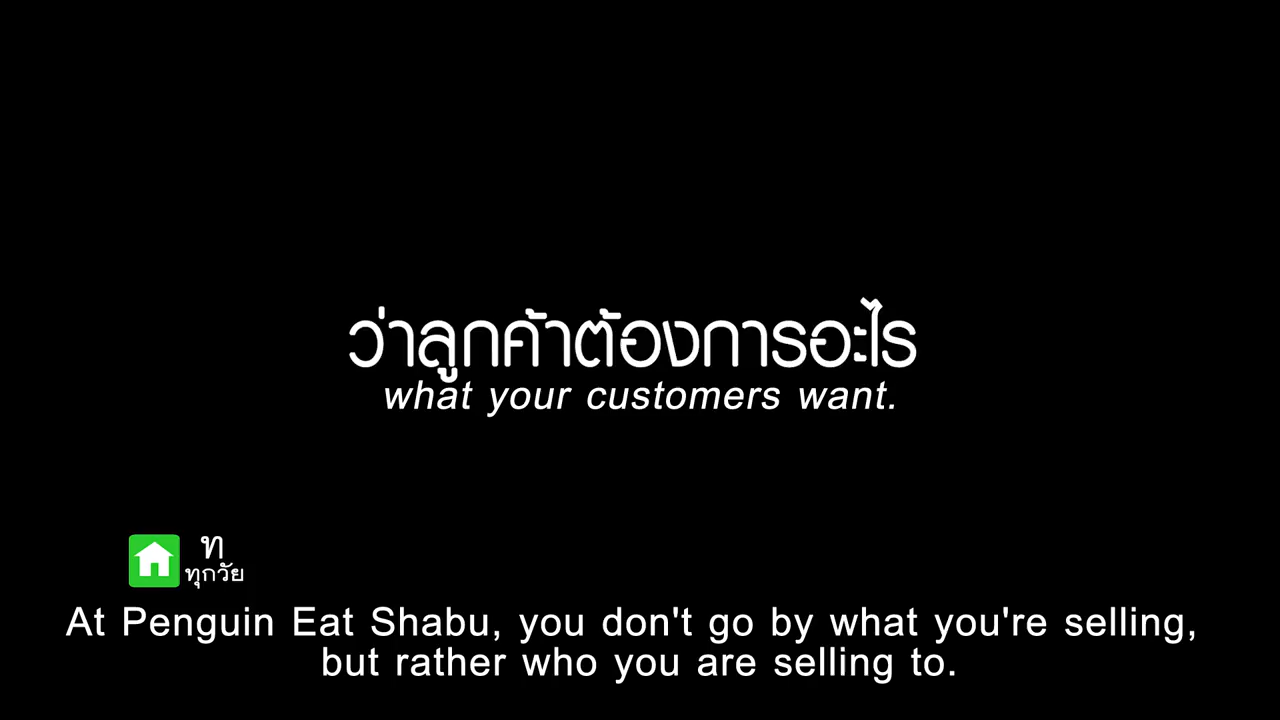 ว่าลูกค้าต้องการอะไร
what your customers want.
ท
ทุกวัย
At Penguin Eat Shabu, you don't go by what you're selling,
but rather who you are selling to.